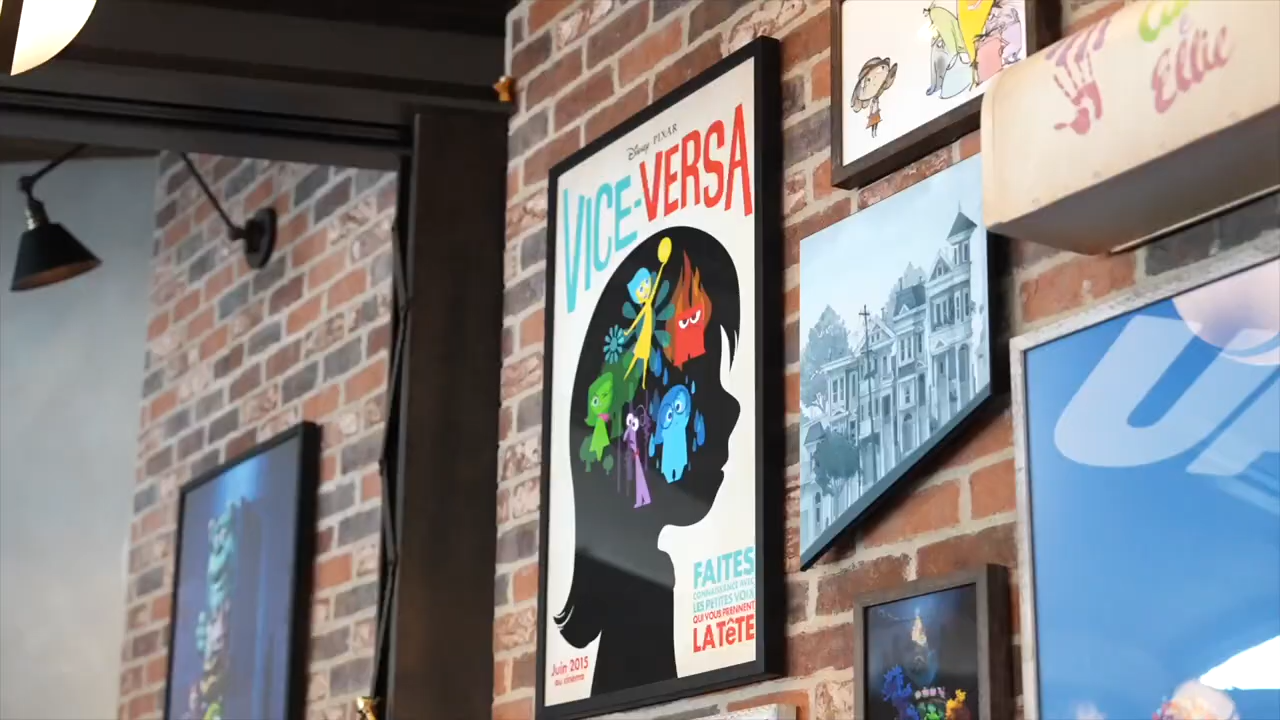 Disney PIXAR
VICE-VERSA
FAITES
CONNAISSANCE AVEC
LES PETITES VOIX
QUI VOUS PRENNENT
LA TêTE
Juin 2015
au cinéma
&
Ellie
UP